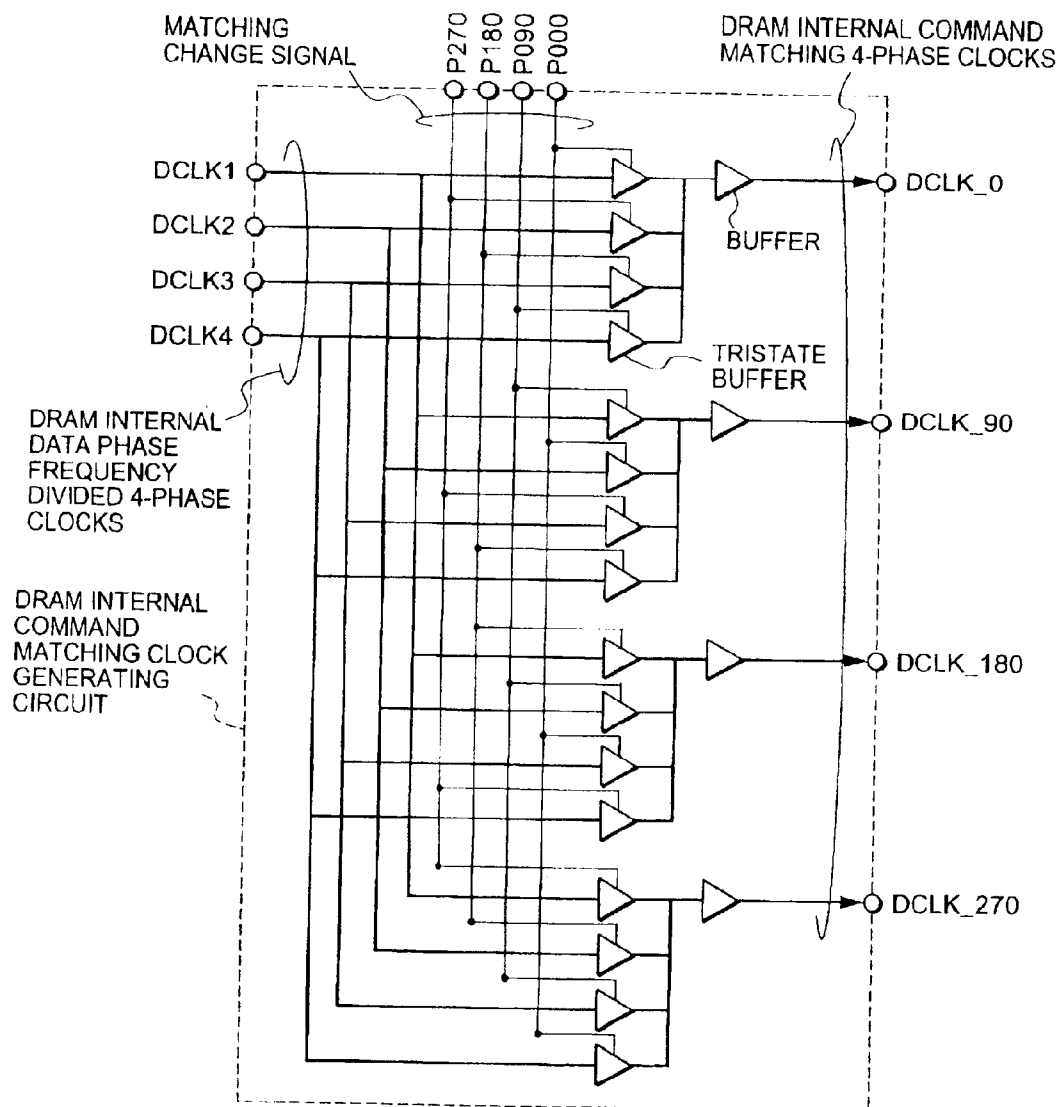 MATCHING
CHANGE SIGNAL
P270
P180
P090
P000
DRAM INTERNAL COMMAND
MATCHING 4-PHASE CLOCKS
DCLK1
DCLK2
DCLK3
DCLK4
DCLK_0
BUFFER
TRISTATE
BUFFER
DCLK_90
DRAM INTERNAL
DATA PHASE
FREQUENCY
DIVIDED 4-PHASE
CLOCKS
DRAM INTERNAL
COMMAND
MATCHING CLOCK
GENERATING
CIRCUIT
DCLK_180
DCLK_270